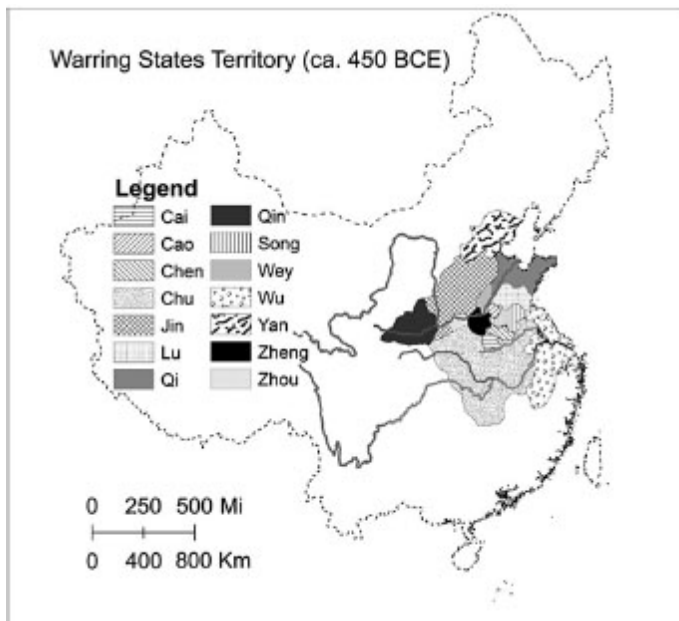 Warring States Territory (ca. 450 BCE)
Legend
Cai
Cao
Chen
Chu
Jin
Lu
Qi
Qin
Song
Wey
Wu
Yan
Zheng
Zhou
0 250 500 Mi
0 400 800 Km